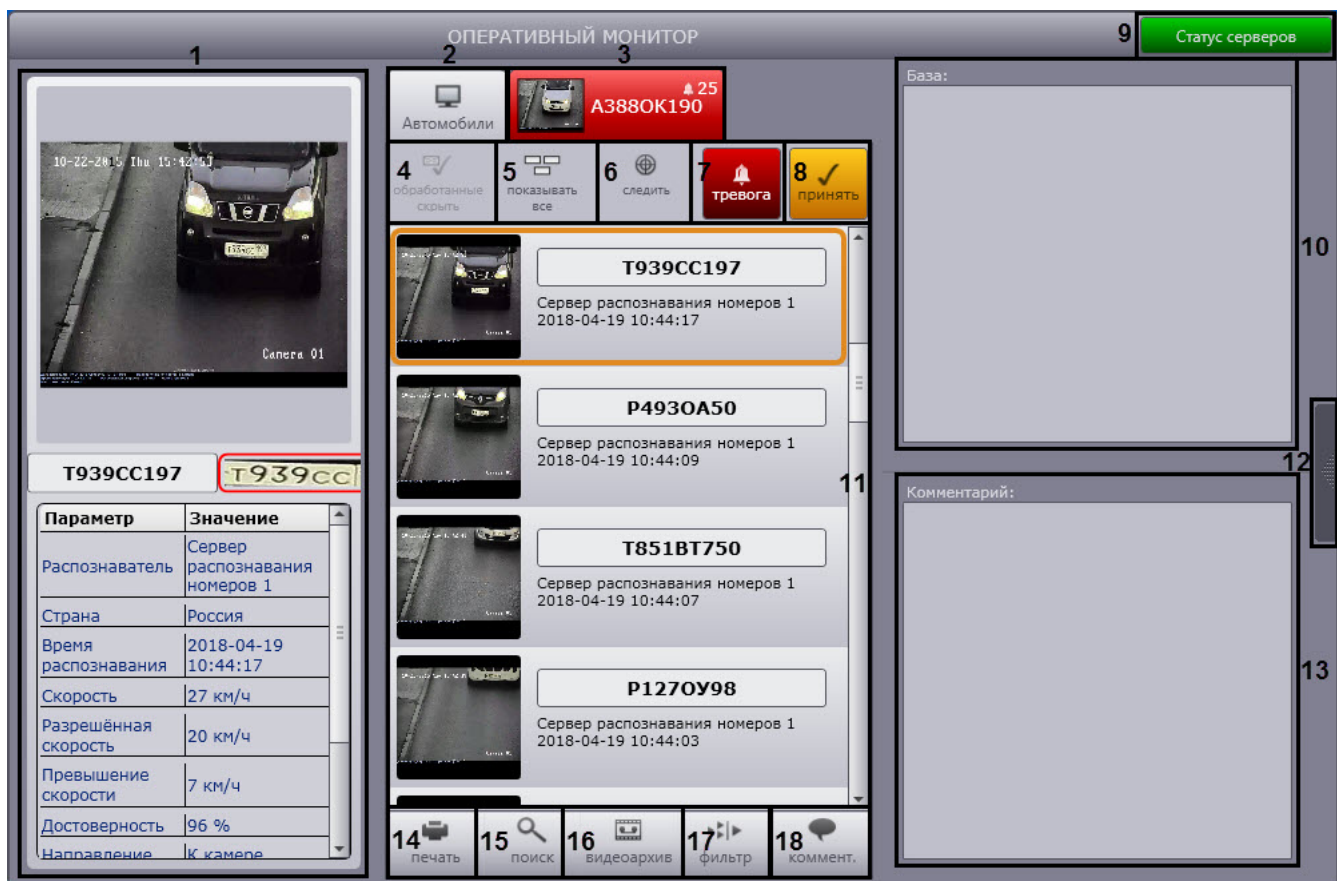 ОПЕРАТИВНЫЙ МОНИТОР
9
Статус серверов
1
10-22-2015 Thu 15:42:53
Camera 01
T939CC197
T939CC
Параметр Значение
Распознаватель Сервер распознавания номеров 1
Страна Россия
Время распознавания 2018-04-19 10:44:17
Скорость 27 км/ч
Разрешённая скорость 20 км/ч
Превышение скорости 7 км/ч
Достоверность 96 %
Направление К камере
2
Автомобили
3
25
А388ОК190
4
обработанные
скрыть
5
показывать
все
6
следить
7
тревога
8
принять
Т939СС197
Сервер распознавания номеров 1
2018-04-19 10:44:17
Р493ОА50
Сервер распознавания номеров 1
2018-04-19 10:44:09
11
Т851ВТ750
Сервер распознавания номеров 1
2018-04-19 10:44:07
Р127ОУ98
Сервер распознавания номеров 1
2018-04-19 10:44:03
14
печать
15
поиск
16
видеоархив
17
фильтр
18
коммент.
База:
10
12
Комментарий:
13